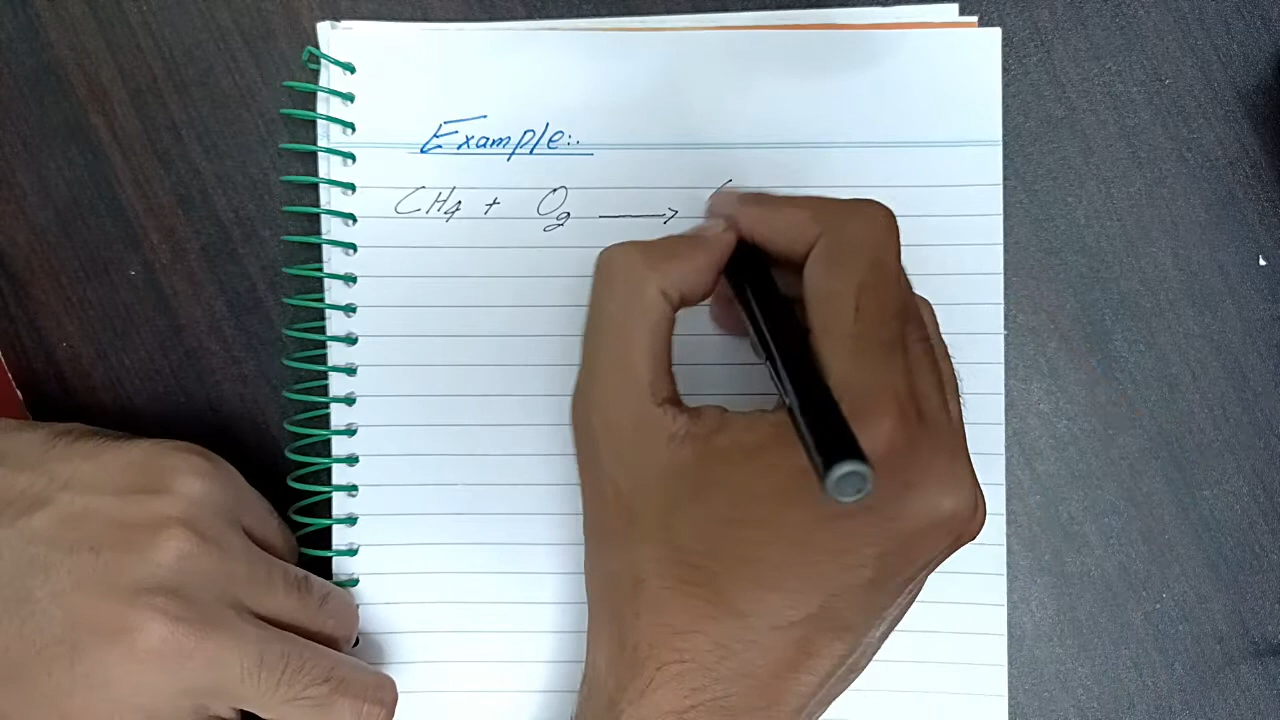 Example:.
CH4 + O2 → (